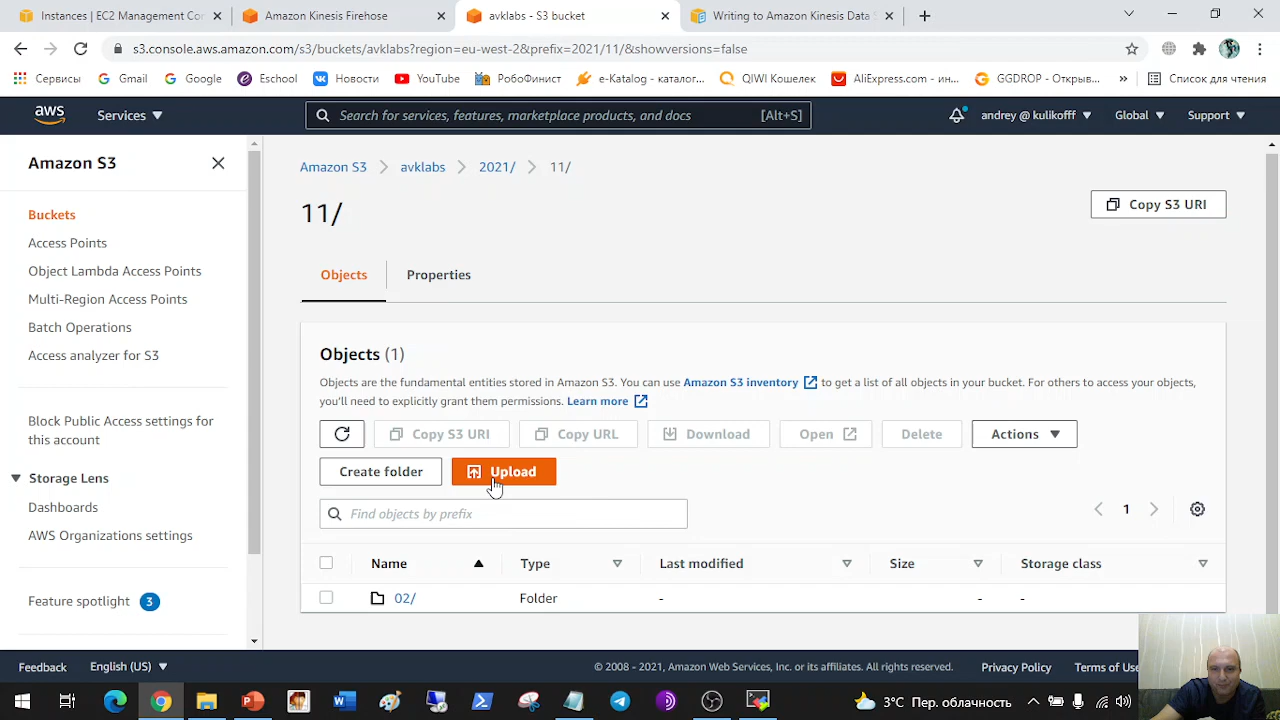 Instances | EC2 Management Cor
Amazon Kinesis Firehose
avklabs - S3 bucket
Writing to Amazon Kinesis Data S
s3.console.aws.amazon.com/s3/buckets/avklabs?region=eu-west-2&prefix=2021/11/&showversions=false
Сервисы
Gmail
Google
Eschool
Новости
YouTube
РобоФинист
e-Katalog - каталог...
QIWI Кошелек
AliExpress.com - ин...
GGDROP - Открыв...
»
Список для чтения
aws
Services
Search for services, features, marketplace products, and docs
[Alt+S]
andrey @ kulikofff
Global
Support
Amazon S3
Buckets
Access Points
Object Lambda Access Points
Multi-Region Access Points
Batch Operations
Access analyzer for S3
Block Public Access settings for
this account
Storage Lens
Dashboards
AWS Organizations settings
Feature spotlight 3
Amazon S3 > avklabs > 2021/ > 11/
11/
Copy S3 URI
Objects
Properties
Objects (1)
Objects are the fundamental entities stored in Amazon S3. You can use Amazon S3 inventory to get a list of all objects in your bucket. For others to access your objects,
you'll need to explicitly grant them permissions. Learn more
Copy S3 URI
Copy URL
Download
Open
Delete
Actions
Create folder
Upload
Find objects by prefix
1
Name
Type
Last modified
Size
Storage class
02/
Folder
-
-
-
Feedback
English (US)
© 2008 - 2021, Amazon Web Services, Inc. or its affiliates. All rights reserved.
Privacy Policy
Terms of Use
3°C Пер. облачность